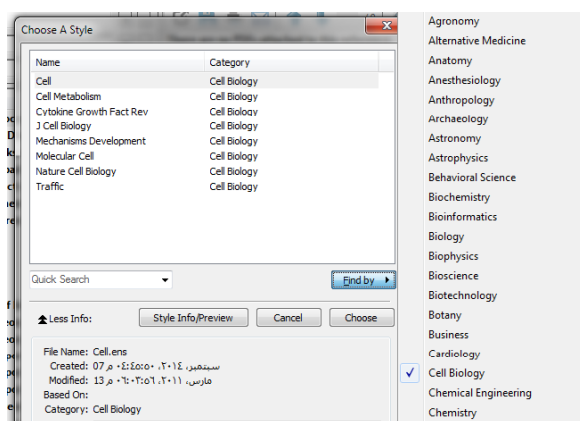 Choose A Style
Name Category
Cell Cell Biology
Cell Metabolism Cell Biology
Cytokine Growth Fact Rev Cell Biology
J Cell Biology Cell Biology
Mechanisms Development Cell Biology
Molecular Cell Cell Biology
Nature Cell Biology Cell Biology
Traffic Cell Biology
Quick Search
Find by
Less Info:
Style Info/Preview
Cancel
Choose
File Name: Cell.ens
Created: 07 سبتمبر، ٢٠١٤، ٠٤:٤٥:٥٠ م
Modified: 13 مارس، ٢٠١١، ٠٦:٠٣:٥٦ م
Based On:
Category: Cell Biology
Agronomy
Alternative Medicine
Anatomy
Anesthesiology
Anthropology
Archaeology
Astronomy
Astrophysics
Behavioral Science
Biochemistry
Bioinformatics
Biology
Biophysics
Bioscience
Biotechnology
Botany
Business
Cardiology
Cell Biology
Chemical Engineering
Chemistry